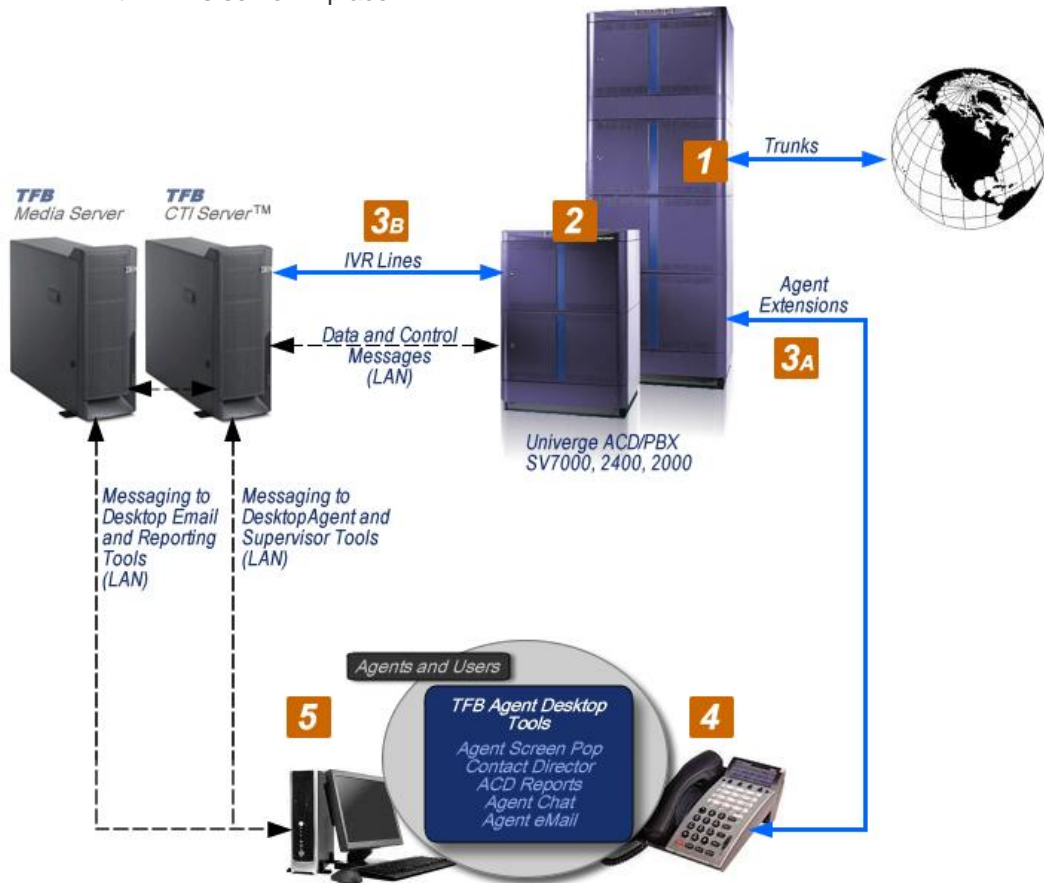 1
Trunks
TFB
Media Server
TFB
CTI Server™
3B
IVR Lines
2
Agent
Extensions
3A
Data and Control
Messages
(LAN)
Univerge ACD/PBX
SV7000, 2400, 2000
Messaging to
Desktop Email
and Reporting
Tools
(LAN)
Messaging to
DesktopAgent and
Supervisor Tools
(LAN)
Agents and Users
5
TFB Agent Desktop
Tools
Agent Screen Pop
Contact Director
ACD Reports
Agent Chat
Agent eMail
4